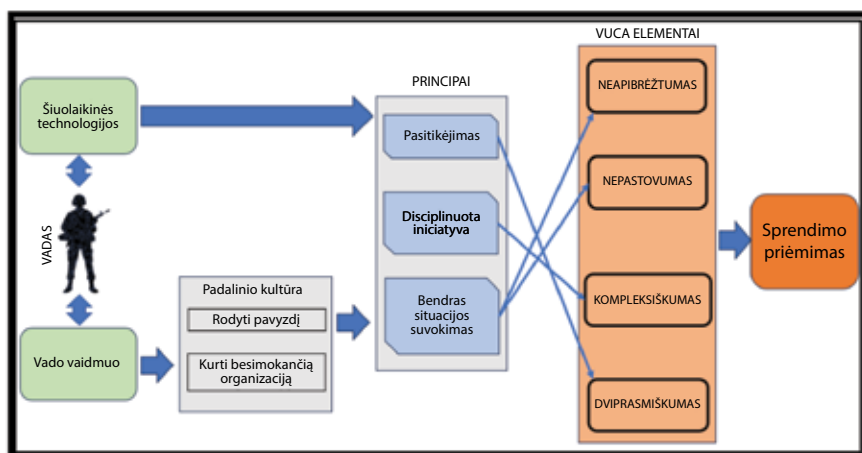 VUCA ELEMENTAI
PRINCIPAI
Šiuolaikinės
technologijos
VADAS
Vado vaidmuo
Padalinio kultūra
Rodyti pavyzdį
Kurti besimokančią
organizaciją
Pasitikėjimas
Disciplinuota
iniciatyva
Bendras
situacijos
suvokimas
NEAPIBRĖŽTUMAS
NEPASTOVUMAS
KOMPLEKSIŠKUMAS
DVIPRASMIŠKUMAS
Sprendimo
priėmimas